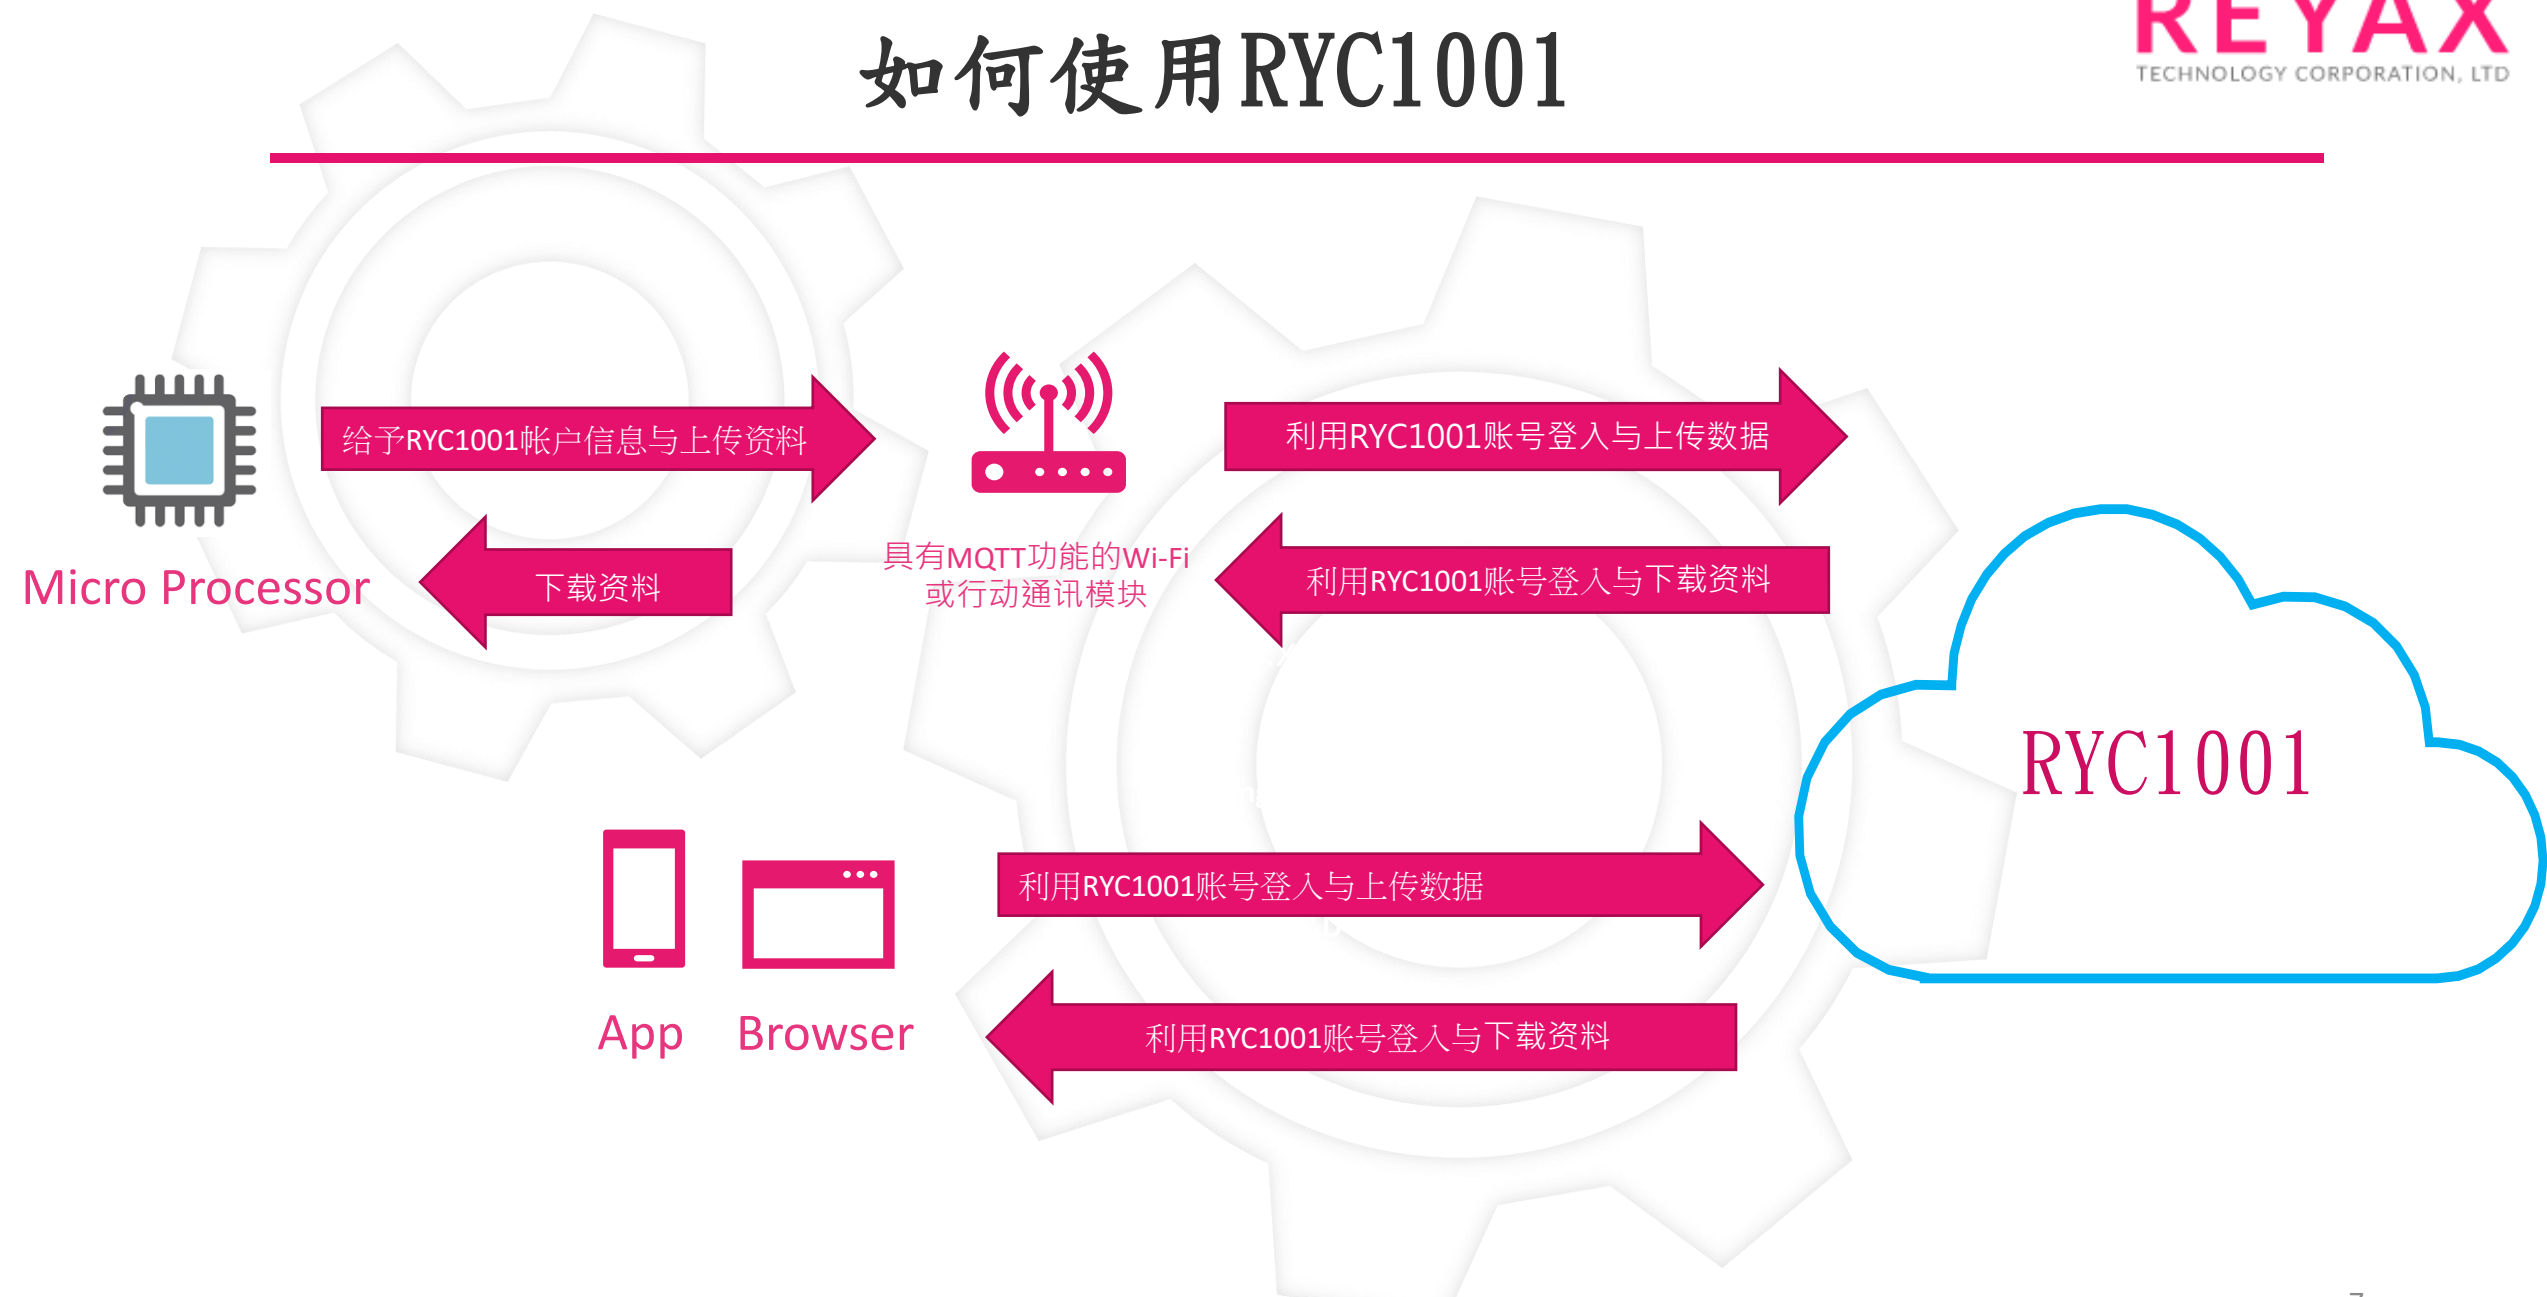 如何使用RYC1001
REYAX
TECHNOLOGY CORPORATION, LTD
给予RYC1001帐户信息与上传资料
利用RYC1001账号登入与上传数据
Micro Processor
下载资料
具有MQTT功能的Wi-Fi
或行动通讯模块
利用RYC1001账号登入与下载资料
RYC1001
利用RYC1001账号登入与上传数据
App
Browser
利用RYC1001账号登入与下载资料